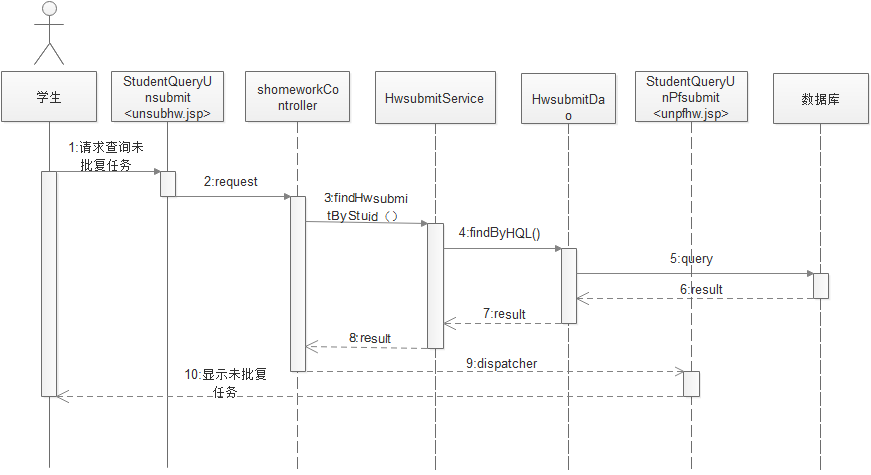 学生
StudentQueryU
nsubmit
<unsubhw.jsp>
shomeworkCo
ntroller
HwsubmitService
HwsubmitDa
o
StudentQueryU
nPfsubmit
<unpfhw.jsp>
数据库
1:请求查询未
批复任务
2:request
3:findHwsubmi
tByStuid（）
4:findByHQL()
5:query
6:result
7:result
8:result
9:dispatcher
10:显示未批复
任务